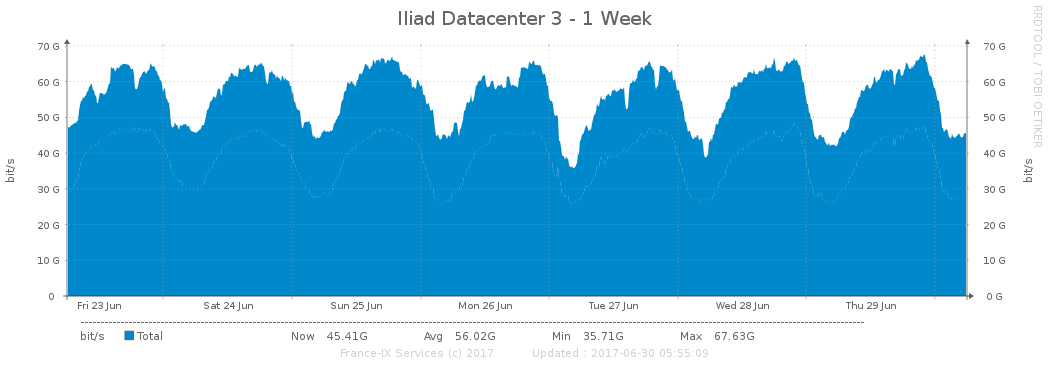 Iliad Datacenter 3 - 1 Week
RRDTOOL / TOBI OETIKER
70 G 70 G
60 G 60 G
50 G 50 G
40 G 40 G
30 G 30 G
20 G 20 G
10 G 10 G
0 0 G
bit/s bit/s
Fri 23 Jun Sat 24 Jun Sun 25 Jun Mon 26 Jun Tue 27 Jun Wed 28 Jun Thu 29 Jun
bit/s Total Now 45.41G Avg 56.02G Min 35.71G Max 67.63G
France-IX Services (c) 2017 Updated : 2017-06-30 05:55:09